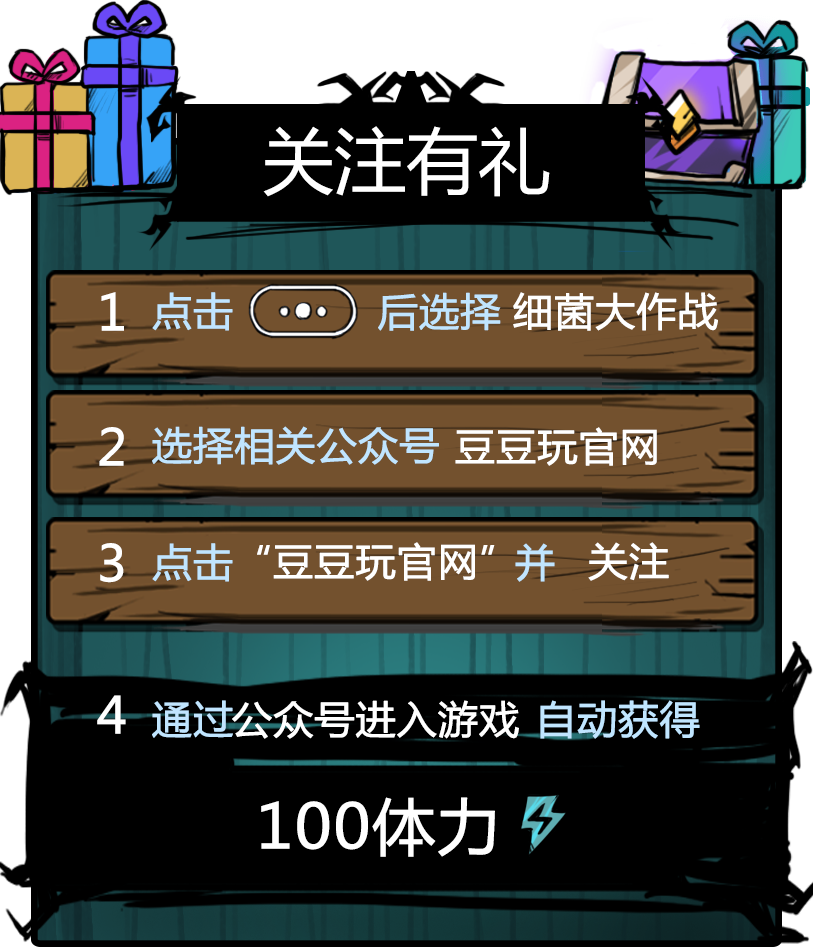 关注有礼
1 点击 后选择 细菌大作战
2 选择相关公众号 豆豆玩官网
3 点击“豆豆玩官网”并 关注
4 通过公众号进入游戏 自动获得
100体力